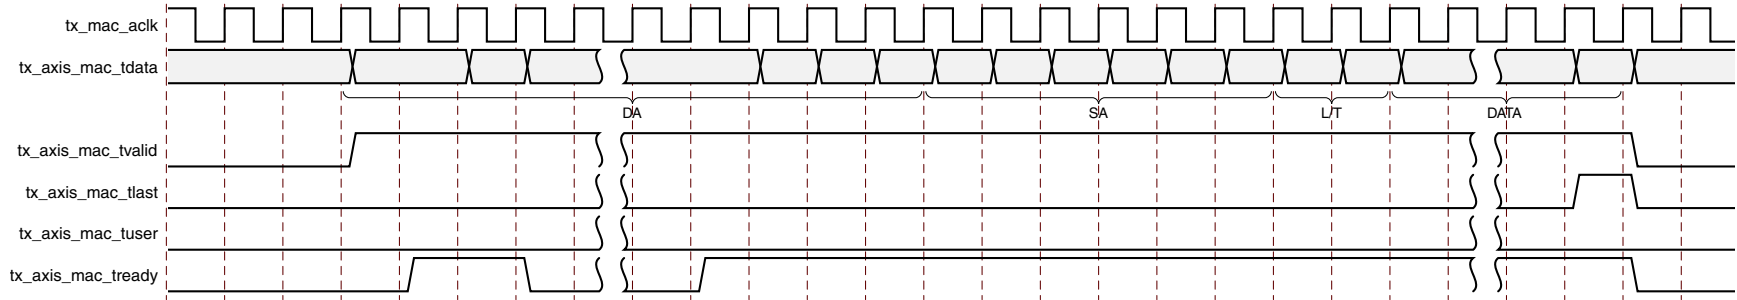 tx_mac_aclk
tx_axis_mac_tdata
DA SA L/T DATA
tx_axis_mac_tvalid
tx_axis_mac_tlast
tx_axis_mac_tuser
tx_axis_mac_tready